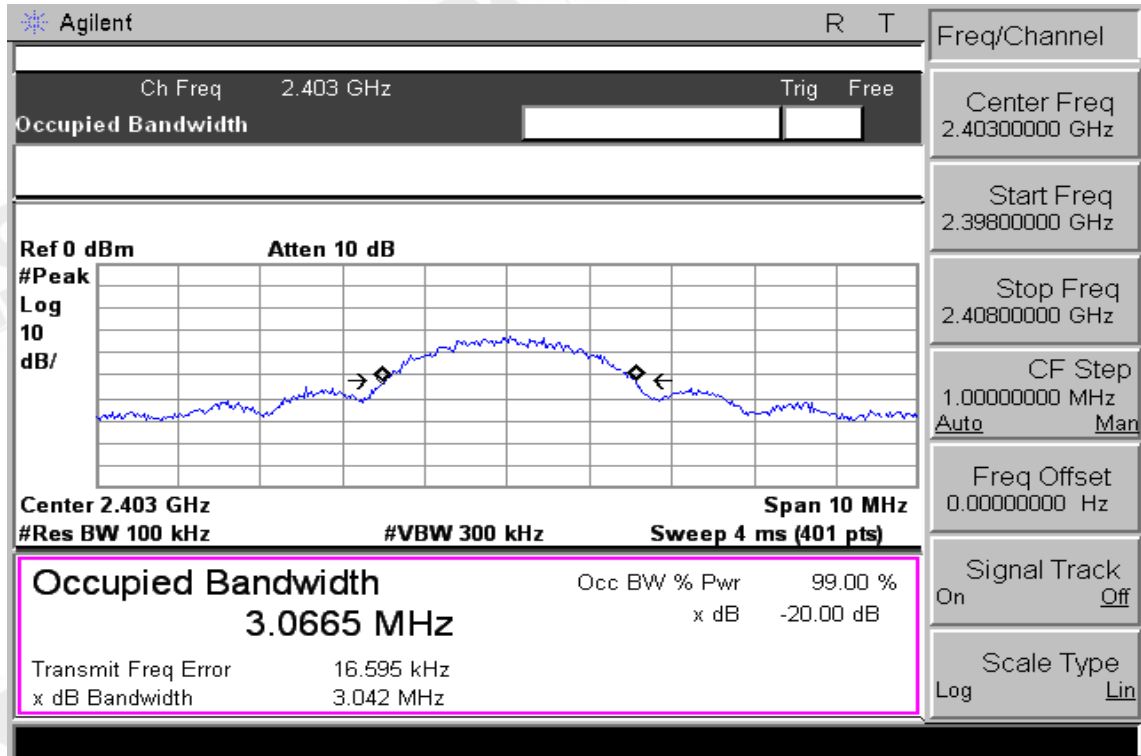 Agilent R T
Ch Freq 2.403 GHz Trig Free
Occupied Bandwidth
Ref 0 dBm Atten 10 dB
#Peak
Log
10
dB/
Center 2.403 GHz Span 10 MHz
#Res BW 100 kHz #VBW 300 kHz Sweep 4 ms (401 pts)
Occupied Bandwidth Occ BW % Pwr 99.00 %
3.0665 MHz x dB -20.00 dB
Transmit Freq Error 16.595 kHz
x dB Bandwidth 3.042 MHz
Freq/Channel
Center Freq
2.40300000 GHz
Start Freq
2.39800000 GHz
Stop Freq
2.40800000 GHz
CF Step
1.00000000 MHz
Auto Man
Freq Offset
0.00000000 Hz
Signal Track
On Off
Scale Type
Log Lin